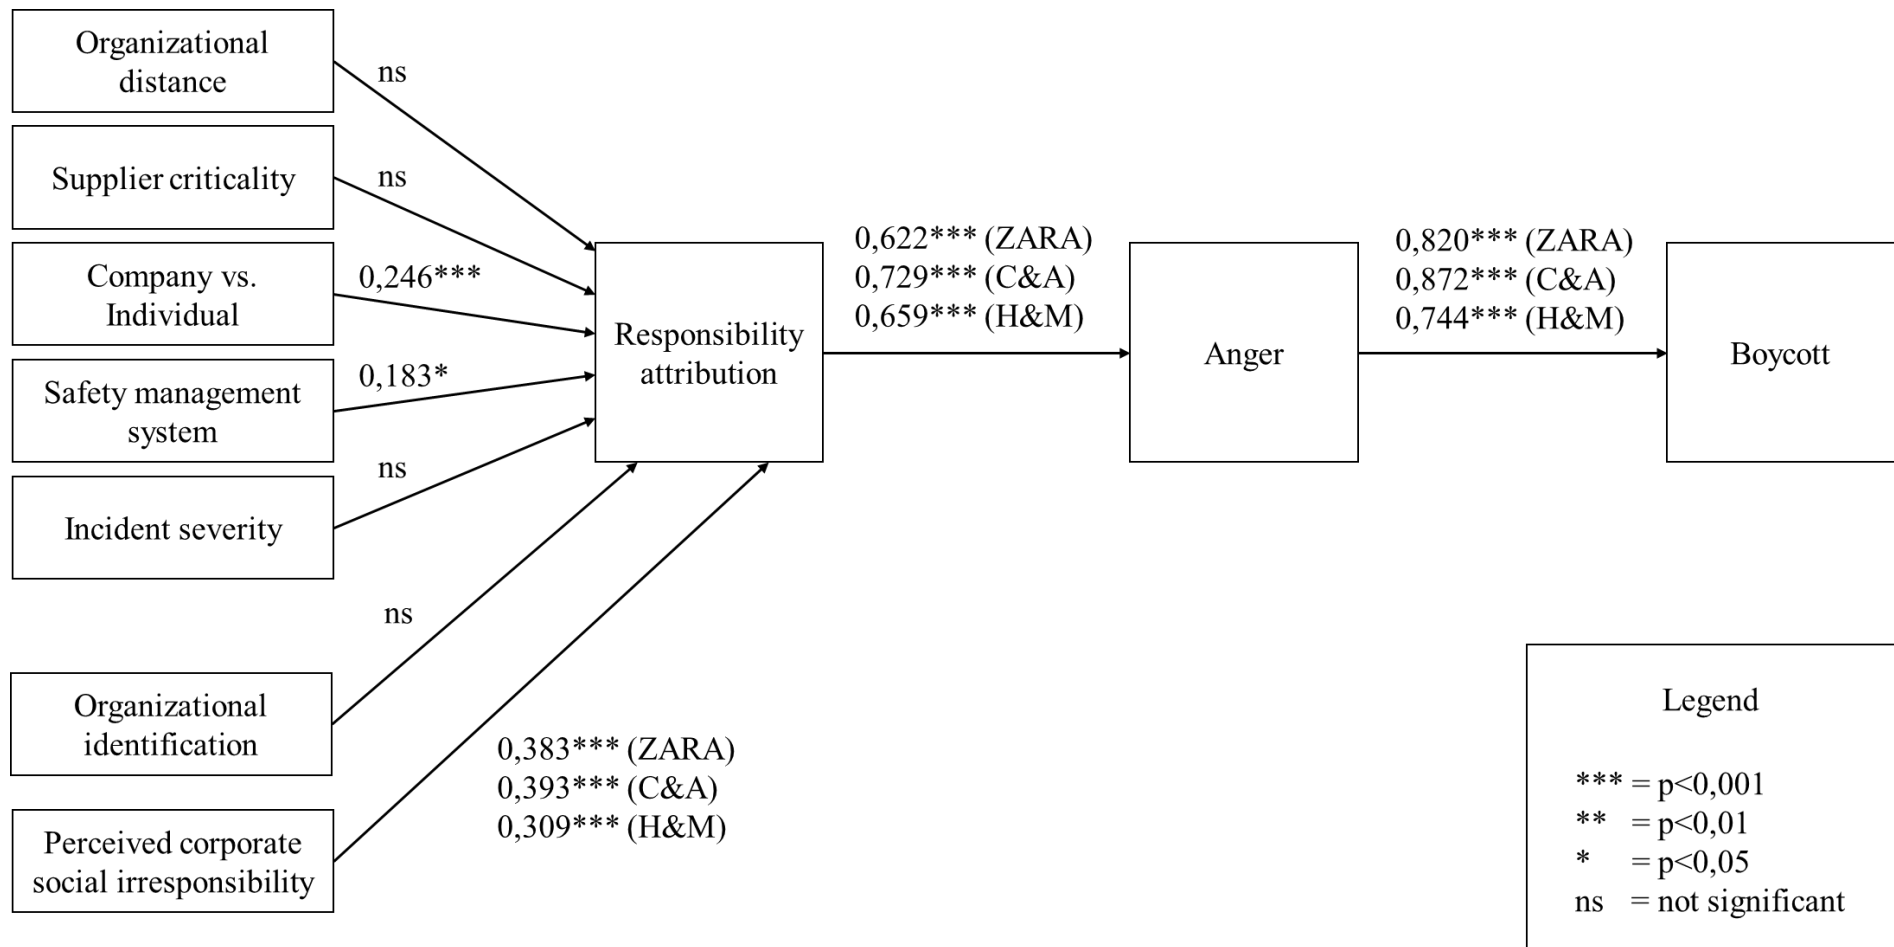 Organizational
distance
ns
Supplier criticality
ns
Company vs.
Individual
0,246***
Safety management
system
0,183*
Incident severity
ns
Organizational
identification
ns
Perceived corporate
social irresponsibility
0,383*** (ZARA)
0,393*** (C&A)
0,309*** (H&M)
Responsibility
attribution
0,622*** (ZARA)
0,729*** (C&A)
0,659*** (H&M)
Anger
0,820*** (ZARA)
0,872*** (C&A)
0,744*** (H&M)
Boycott
Legend
*** = p<0,001
** = p<0,01
* = p<0,05
ns = not significant